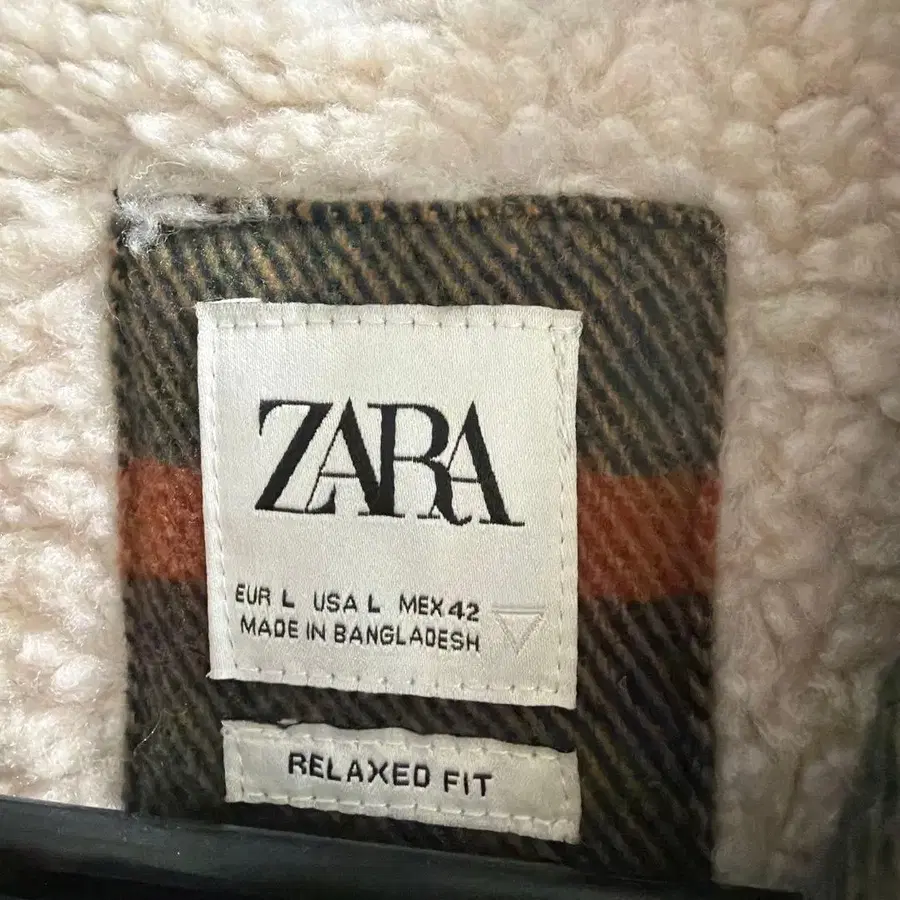 ZARA
EUR L USA L MEX 42
MADE IN BANGLADESH
RELAXED FIT